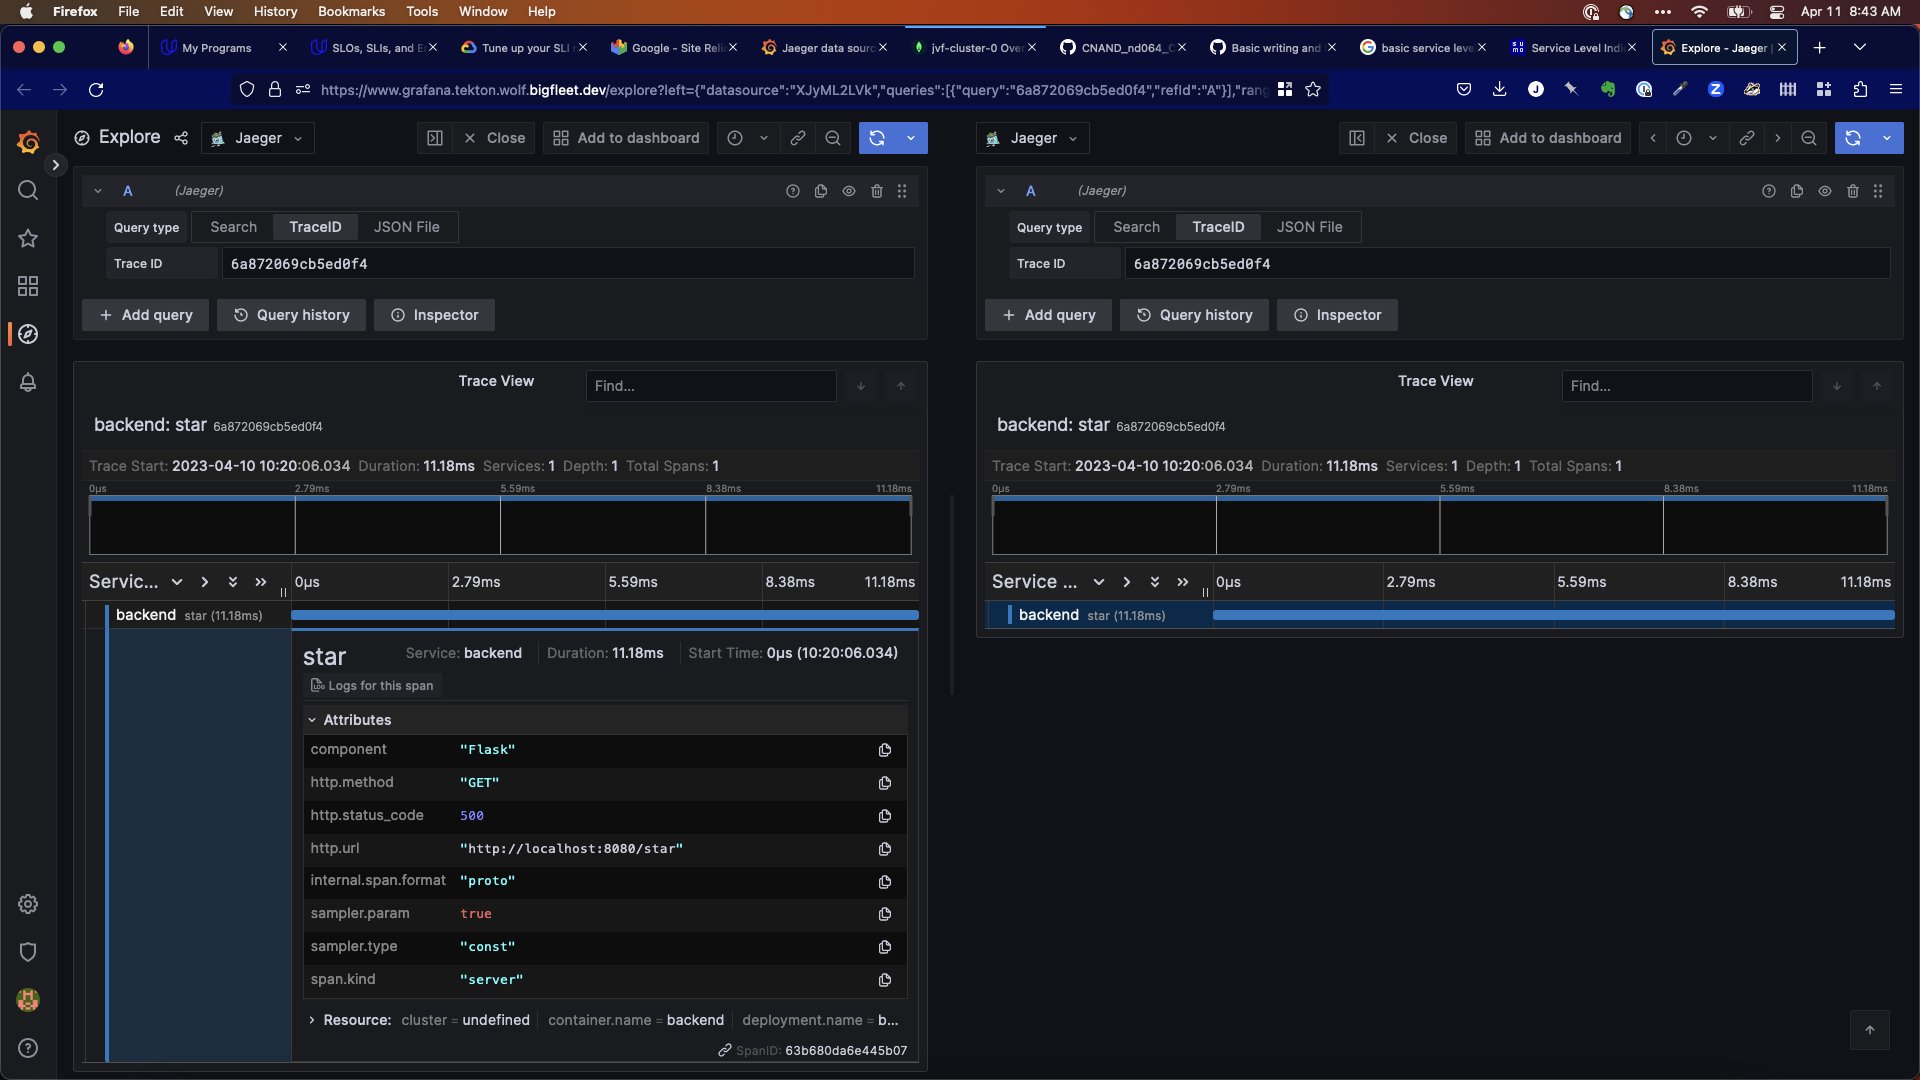 Firefox File Edit View History Bookmarks Tools Window Help Apr 11 8:43 AM
My Programs SLOs, SLIs, and E Tune up your SLI Google - Site Relia Jaeger data sourc jvf-cluster-0 Over CNAND_nd064_C Basic writing and basic service leve Service Level Indi Explore - Jaeger |
https://www.grafana.tekton.wolf.bigfleet.dev/explore?left={"datasource":"XJyML2LVk","queries":[{"query":"6a872069cb5ed0f4","refId":"A"}],"rang
Explore Jaeger Close Add to dashboard
A (Jaeger)
Query type Search TraceID JSON File
Trace ID 6a872069cb5ed0f4
Add query Query history Inspector
Trace View Find...
backend: star 6a872069cb5ed0f4
Trace Start: 2023-04-10 10:20:06.034 Duration: 11.18ms Services: 1 Depth: 1 Total Spans: 1
0μs 2.79ms 5.59ms 8.38ms 11.18ms
Servic... 0μs 2.79ms 5.59ms 8.38ms 11.18ms
backend star (11.18ms)
star Service: backend Duration: 11.18ms Start Time: 0μs (10:20:06.034)
Logs for this span
Attributes
component "Flask"
http.method "GET"
http.status_code 500
http.url "http://localhost:8080/star"
internal.span.format "proto"
sampler.param true
sampler.type "const"
span.kind "server"
Resource: cluster = undefined container.name = backend deployment.name = b...
SpanID: 63b680da6e445b07
Jaeger Close Add to dashboard
A (Jaeger)
Query type Search TraceID JSON File
Trace ID 6a872069cb5ed0f4
Add query Query history Inspector
Trace View Find...
backend: star 6a872069cb5ed0f4
Trace Start: 2023-04-10 10:20:06.034 Duration: 11.18ms Services: 1 Depth: 1 Total Spans: 1
0μs 2.79ms 5.59ms 8.38ms 11.18ms
Service ... 0μs 2.79ms 5.59ms 8.38ms 11.18ms
backend star (11.18ms)